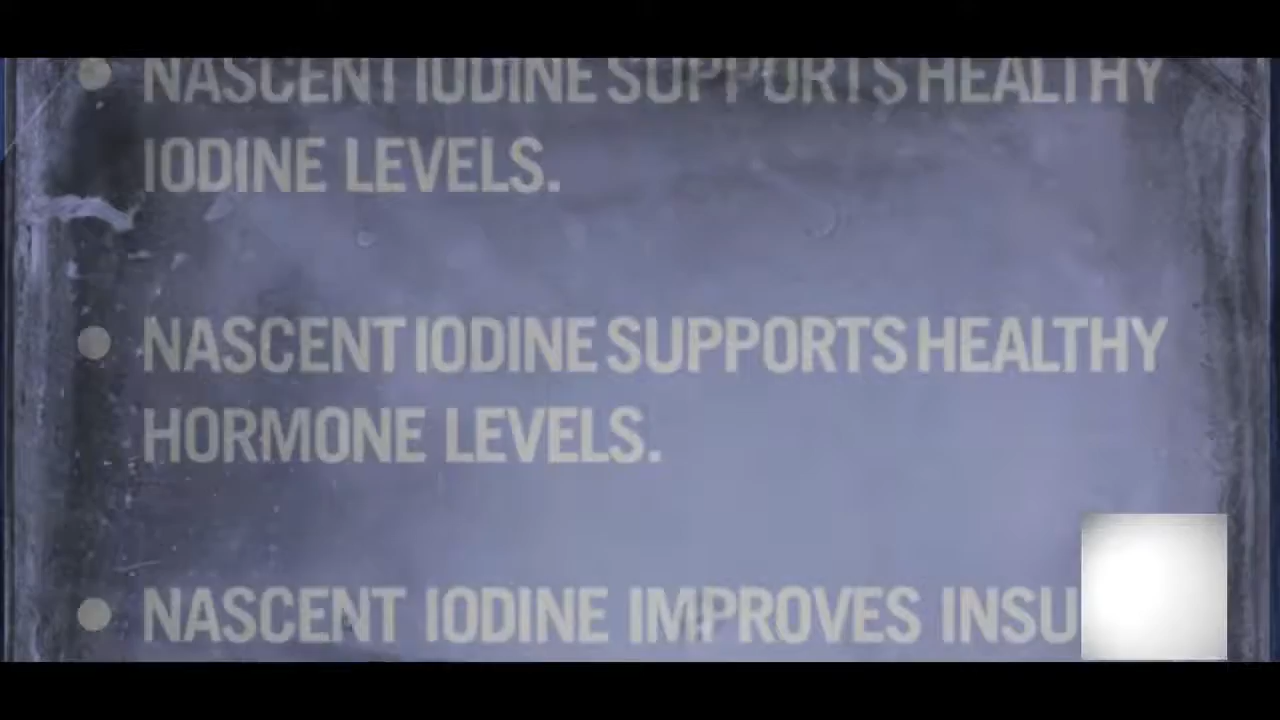 NASCENT IODINE SUPPORTS HEALTHY
IODINE LEVELS.
NASCENT IODINE SUPPORTS HEALTHY
HORMONE LEVELS.
NASCENT IODINE IMPROVES